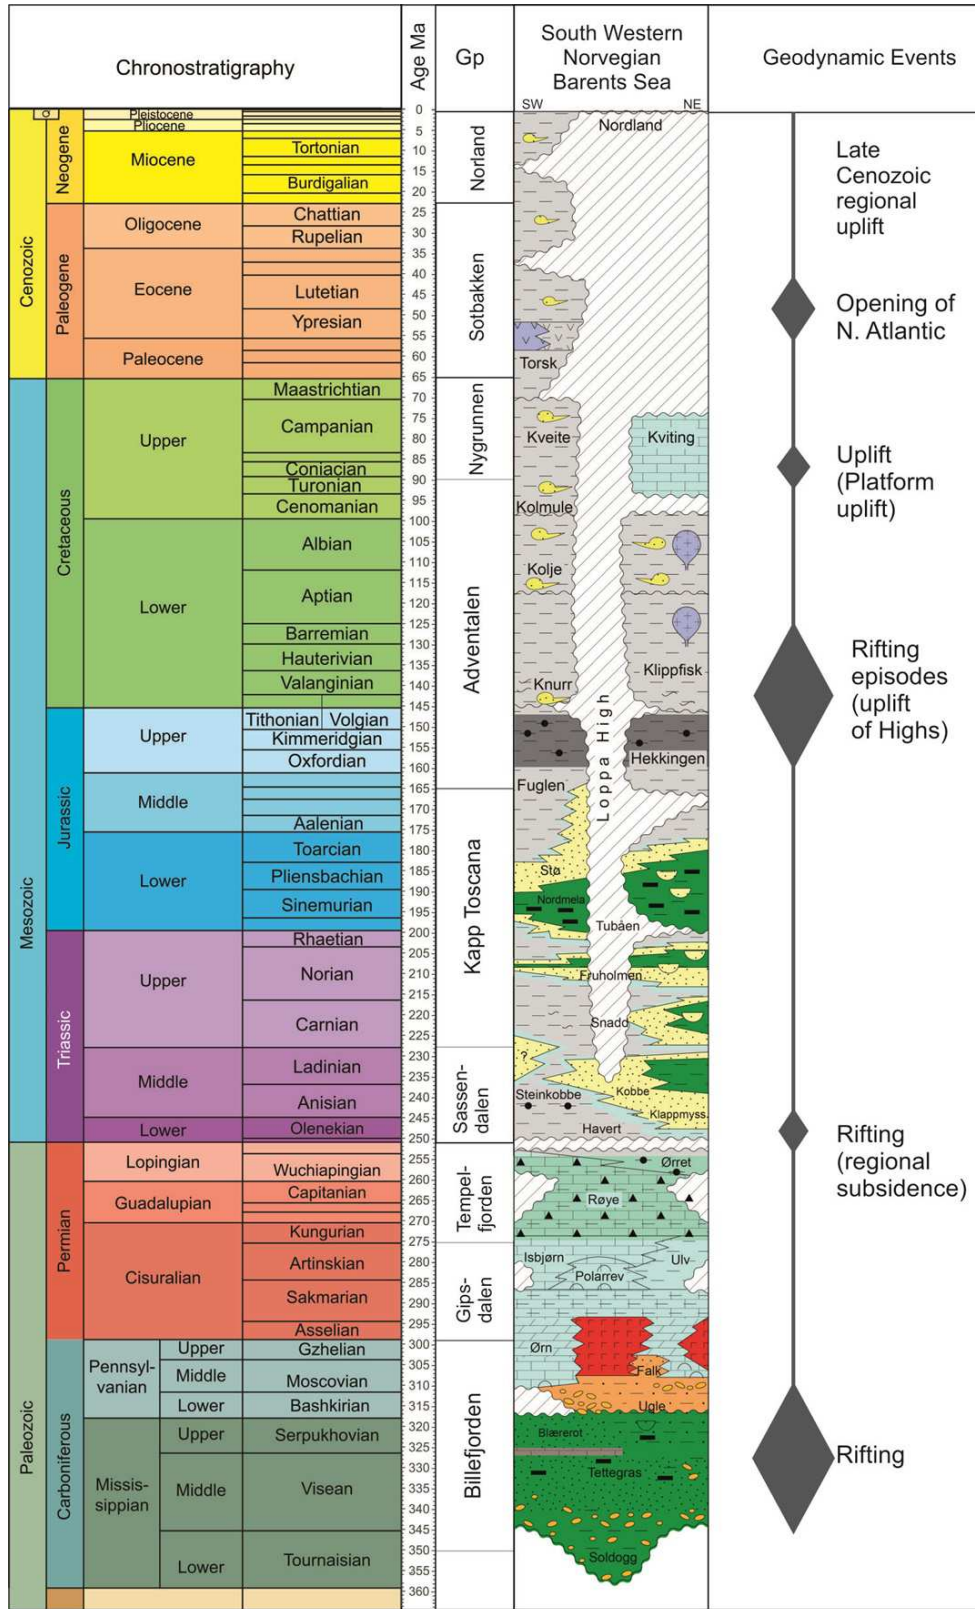 Chronostratigraphy
Age Ma
Gp
South Western
Norvegian
Barents Sea
SW
NE
Geodynamic Events
Cenozoic
Mesozoic
Paleozoic
Q
Neogene
Paleogene
Cretaceous
Jurassic
Triassic
Permian
Carboniferous
Pleistocene
Pliocene
Miocene
Tortonian
Burdigalian
Oligocene
Chattian
Rupelian
Eocene
Lutetian
Ypresian
Paleocene
Upper
Maastrichtian
Campanian
Coniacian
Turonian
Cenomanian
Lower
Albian
Aptian
Barremian
Hauterivian
Valanginian
Upper
Tithonian
Volgian
Kimmeridgian
Oxfordian
Middle
Aalenian
Lower
Toarcian
Pliensbachian
Sinemurian
Upper
Rhaetian
Norian
Carnian
Middle
Ladinian
Anisian
Lower
Olenekian
Lopingian
Wuchiapingian
Guadalupian
Capitanian
Cisuralian
Kungurian
Artinskian
Sakmarian
Asselian
Pennsyl-
vanian
Upper
Gzhelian
Middle
Moscovian
Lower
Bashkirian
Missis-
sippian
Upper
Serpukhovian
Middle
Visean
Lower
Tournaisian
0
5
10
15
20
25
30
35
40
45
50
55
60
65
70
75
80
85
90
95
100
105
110
115
120
125
130
135
140
145
150
155
160
165
170
175
180
185
190
195
200
205
210
215
220
225
230
235
240
245
250
255
260
265
270
275
280
285
290
295
300
305
310
315
320
325
330
335
340
345
350
355
360
Norland
Sotbakken
Nygrunnen
Adventalen
Kapp Toscana
Sassen-
dalen
Tempel-
fjorden
Gips-
dalen
Billefjorden
Nordland
Torsk
Kveite
Kviting
Kolmule
Kolje
Knurr
Klippfisk
Loppa High
Hekkingen
Fuglen
Stø
Nordmela
Tubåen
Fruholmen
Snadd
?
Steinkobbe
Kobbe
Klappmyss
Havert
Ørret
Røye
Isbjørn
Ulv
Polarrev
Ørn
Falk
Ugle
Blærerot
Tettegras
Soldogg
Late
Cenozoic
regional
uplift
Opening of
N. Atlantic
Uplift
(Platform
uplift)
Rifting
episodes
(uplift
of Highs)
Rifting
(regional
subsidence)
Rifting